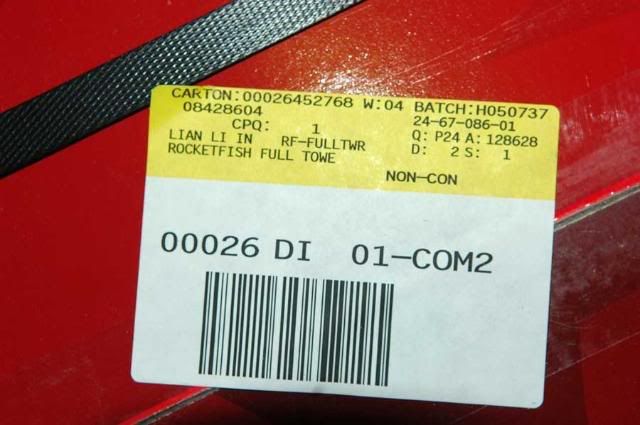 CARTON:00026452768 W:04 BATCH:H050737
08428604 24-67-086-01
CPQ: 1 Q: P24 A: 128628
LIAN LI IN RF-FULLTWR D: 2 S: 1
ROCKETFISH FULL TOWE
NON-CON
00026 DI 01-COM2